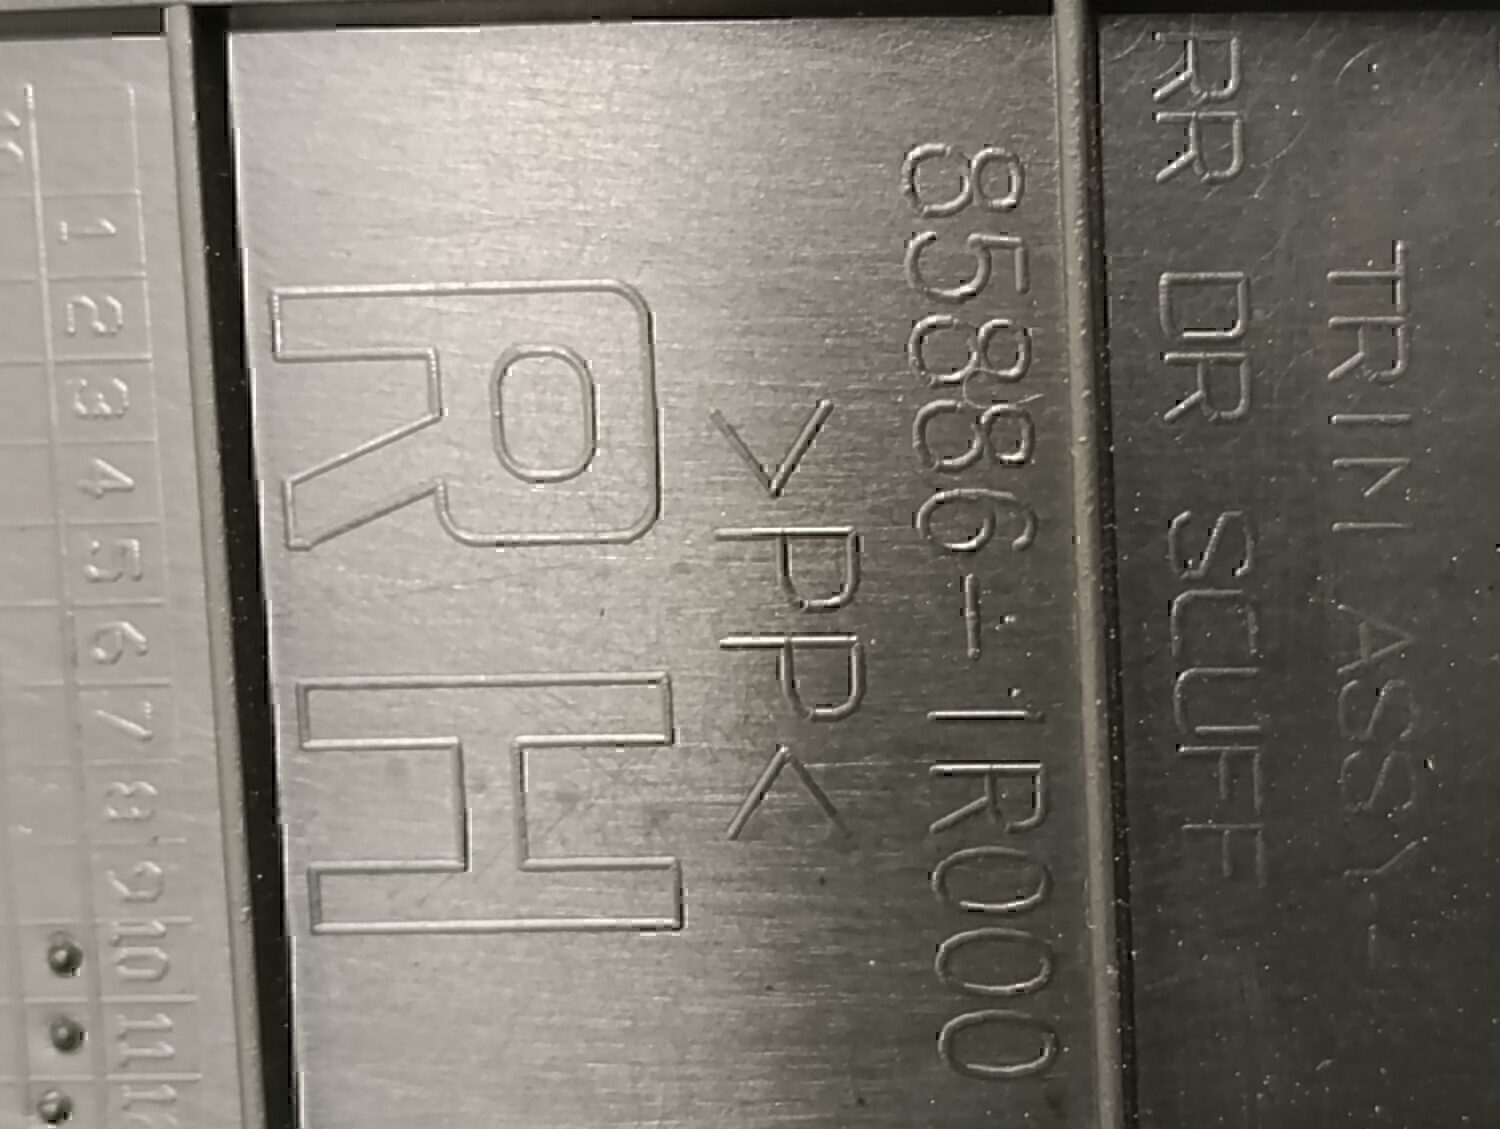 TRIM ASSY-
RR DR SCUFF
85886-1R000
>PP<
RH
1 2 3 4 5 6 7 8 9 10 11